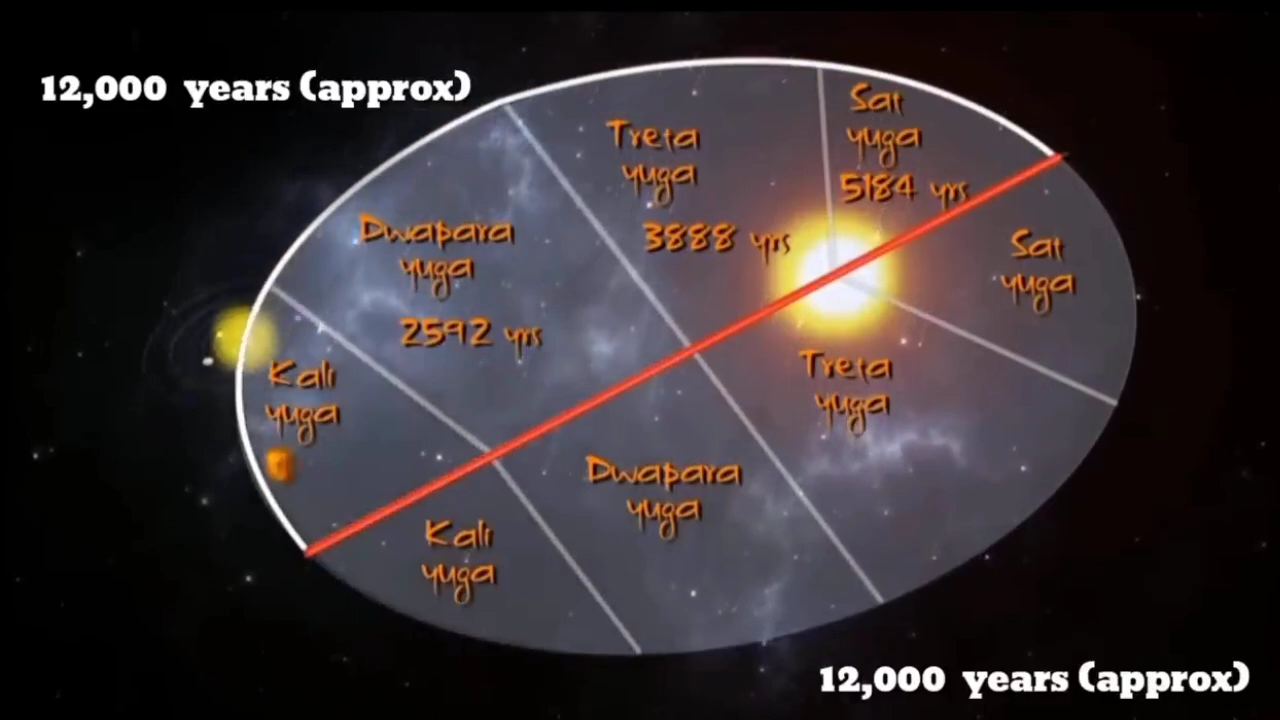 12,000 years (approx)
Sat
yuga
5184 yrs
Treta
yuga
3888 yrs
Dwapara
yuga
2592 yrs
Kali
yuga
Sat
yuga
Treta
yuga
Dwapara
yuga
Kali
yuga
12,000 years (approx)